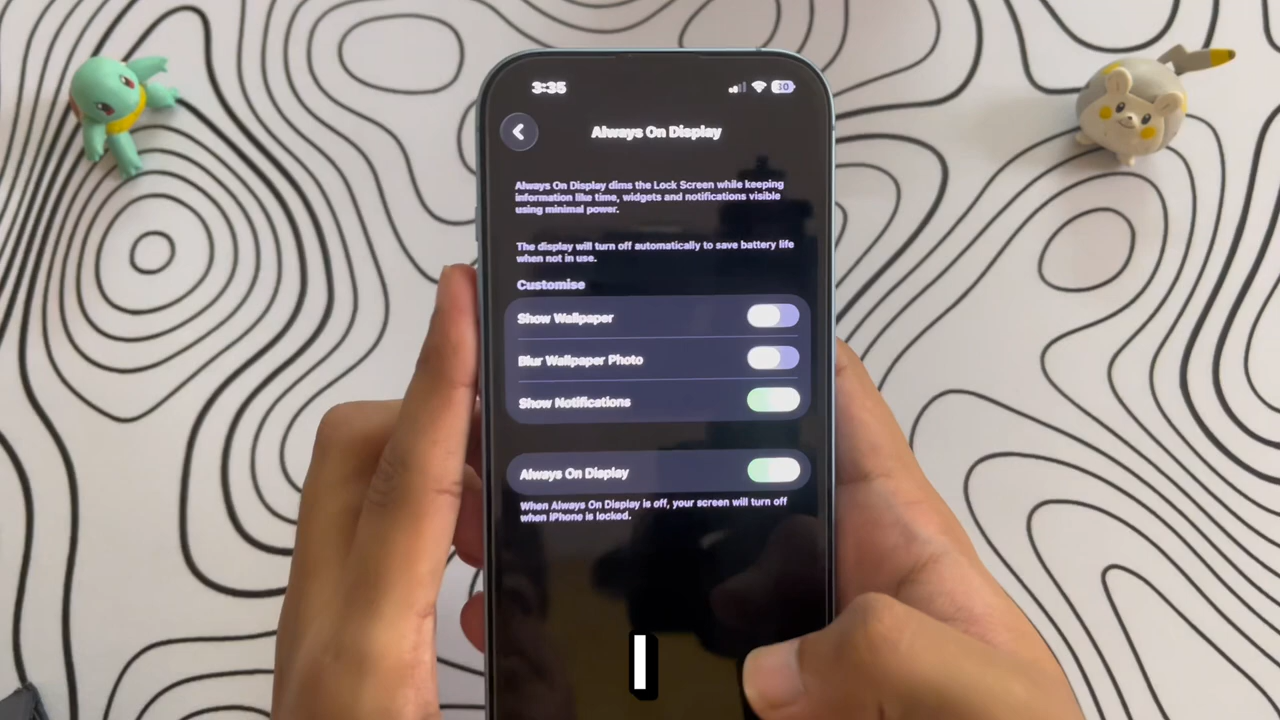 3:35
10
Always On Display
Always On Display dims the Lock Screen while keeping
information like time, widgets and notifications visible
using minimal power.
The display will turn off automatically to save battery life
when not in use.
Customise
Show Wallpaper
Blur Wallpaper Photo
Show Notifications
Always On Display
When Always On Display is off, your screen will turn off
when iPhone is locked.
I